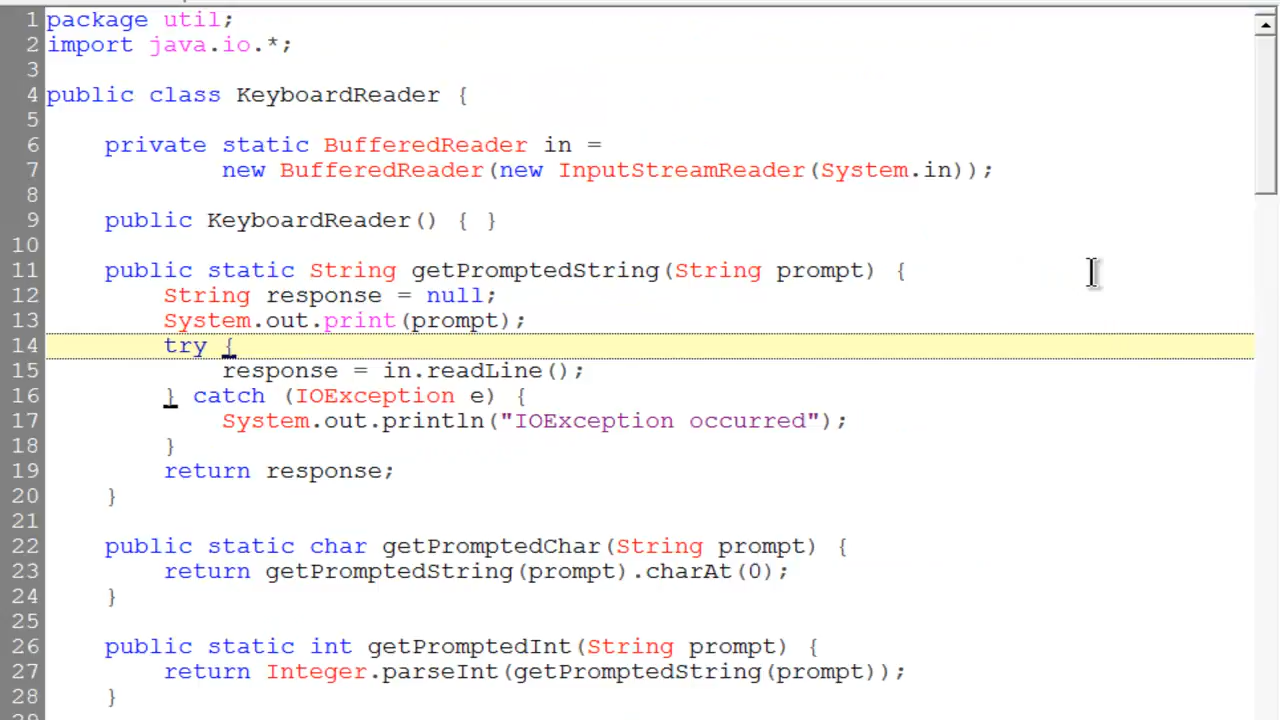 1 package util;
2 import java.io.*;
3
4 public class KeyboardReader {
5
6     private static BufferedReader in =
7             new BufferedReader(new InputStreamReader(System.in));
8
9     public KeyboardReader() { }
10
11     public static String getPromptedString(String prompt) {
12         String response = null;
13         System.out.print(prompt);
14         try {
15             response = in.readLine();
16         } catch (IOException e) {
17             System.out.println("IOException occurred");
18         }
19         return response;
20     }
21
22     public static char getPromptedChar(String prompt) {
23         return getPromptedString(prompt).charAt(0);
24     }
25
26     public static int getPromptedInt(String prompt) {
27         return Integer.parseInt(getPromptedString(prompt));
28     }